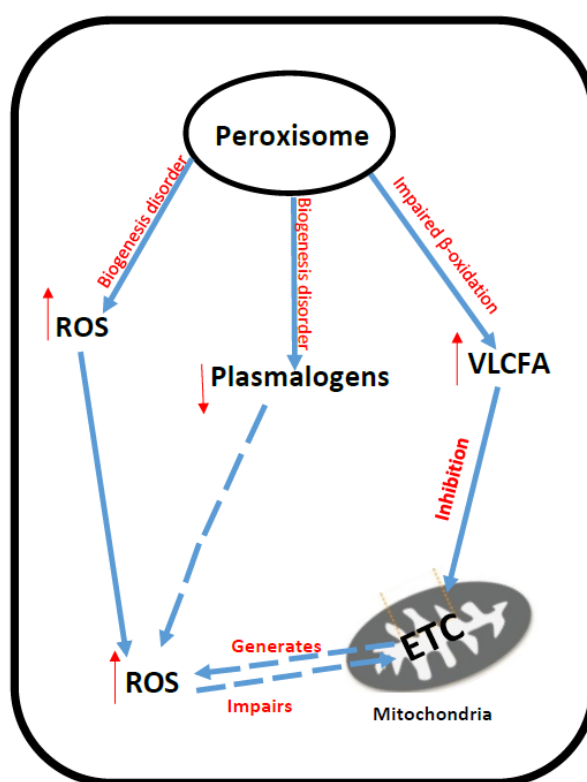 Peroxisome
Biogenesis disorder
Biogenesis disorder
Impaired β-oxidation
ROS
Plasmalogens
VLCFA
Inhibition
ETC
Generates
ROS
Impairs
Mitochondria